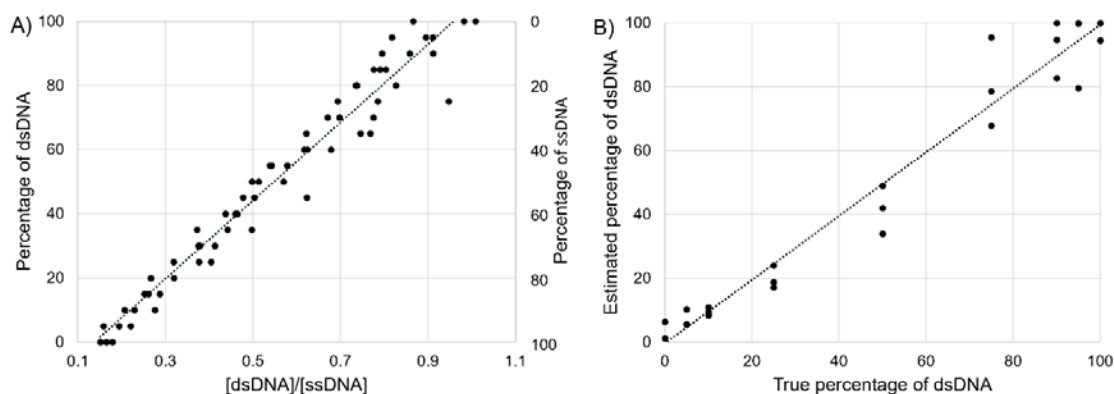 A)
Percentage of dsDNA
100
80
60
40
20
0
0.1 0.3 0.5 0.7 0.9 1.1
[dsDNA]/[ssDNA]
0
20
40
60
80
100
Percentage of ssDNA
B)
Estimated percentage of dsDNA
100
80
60
40
20
0
0 20 40 60 80 100
True percentage of dsDNA